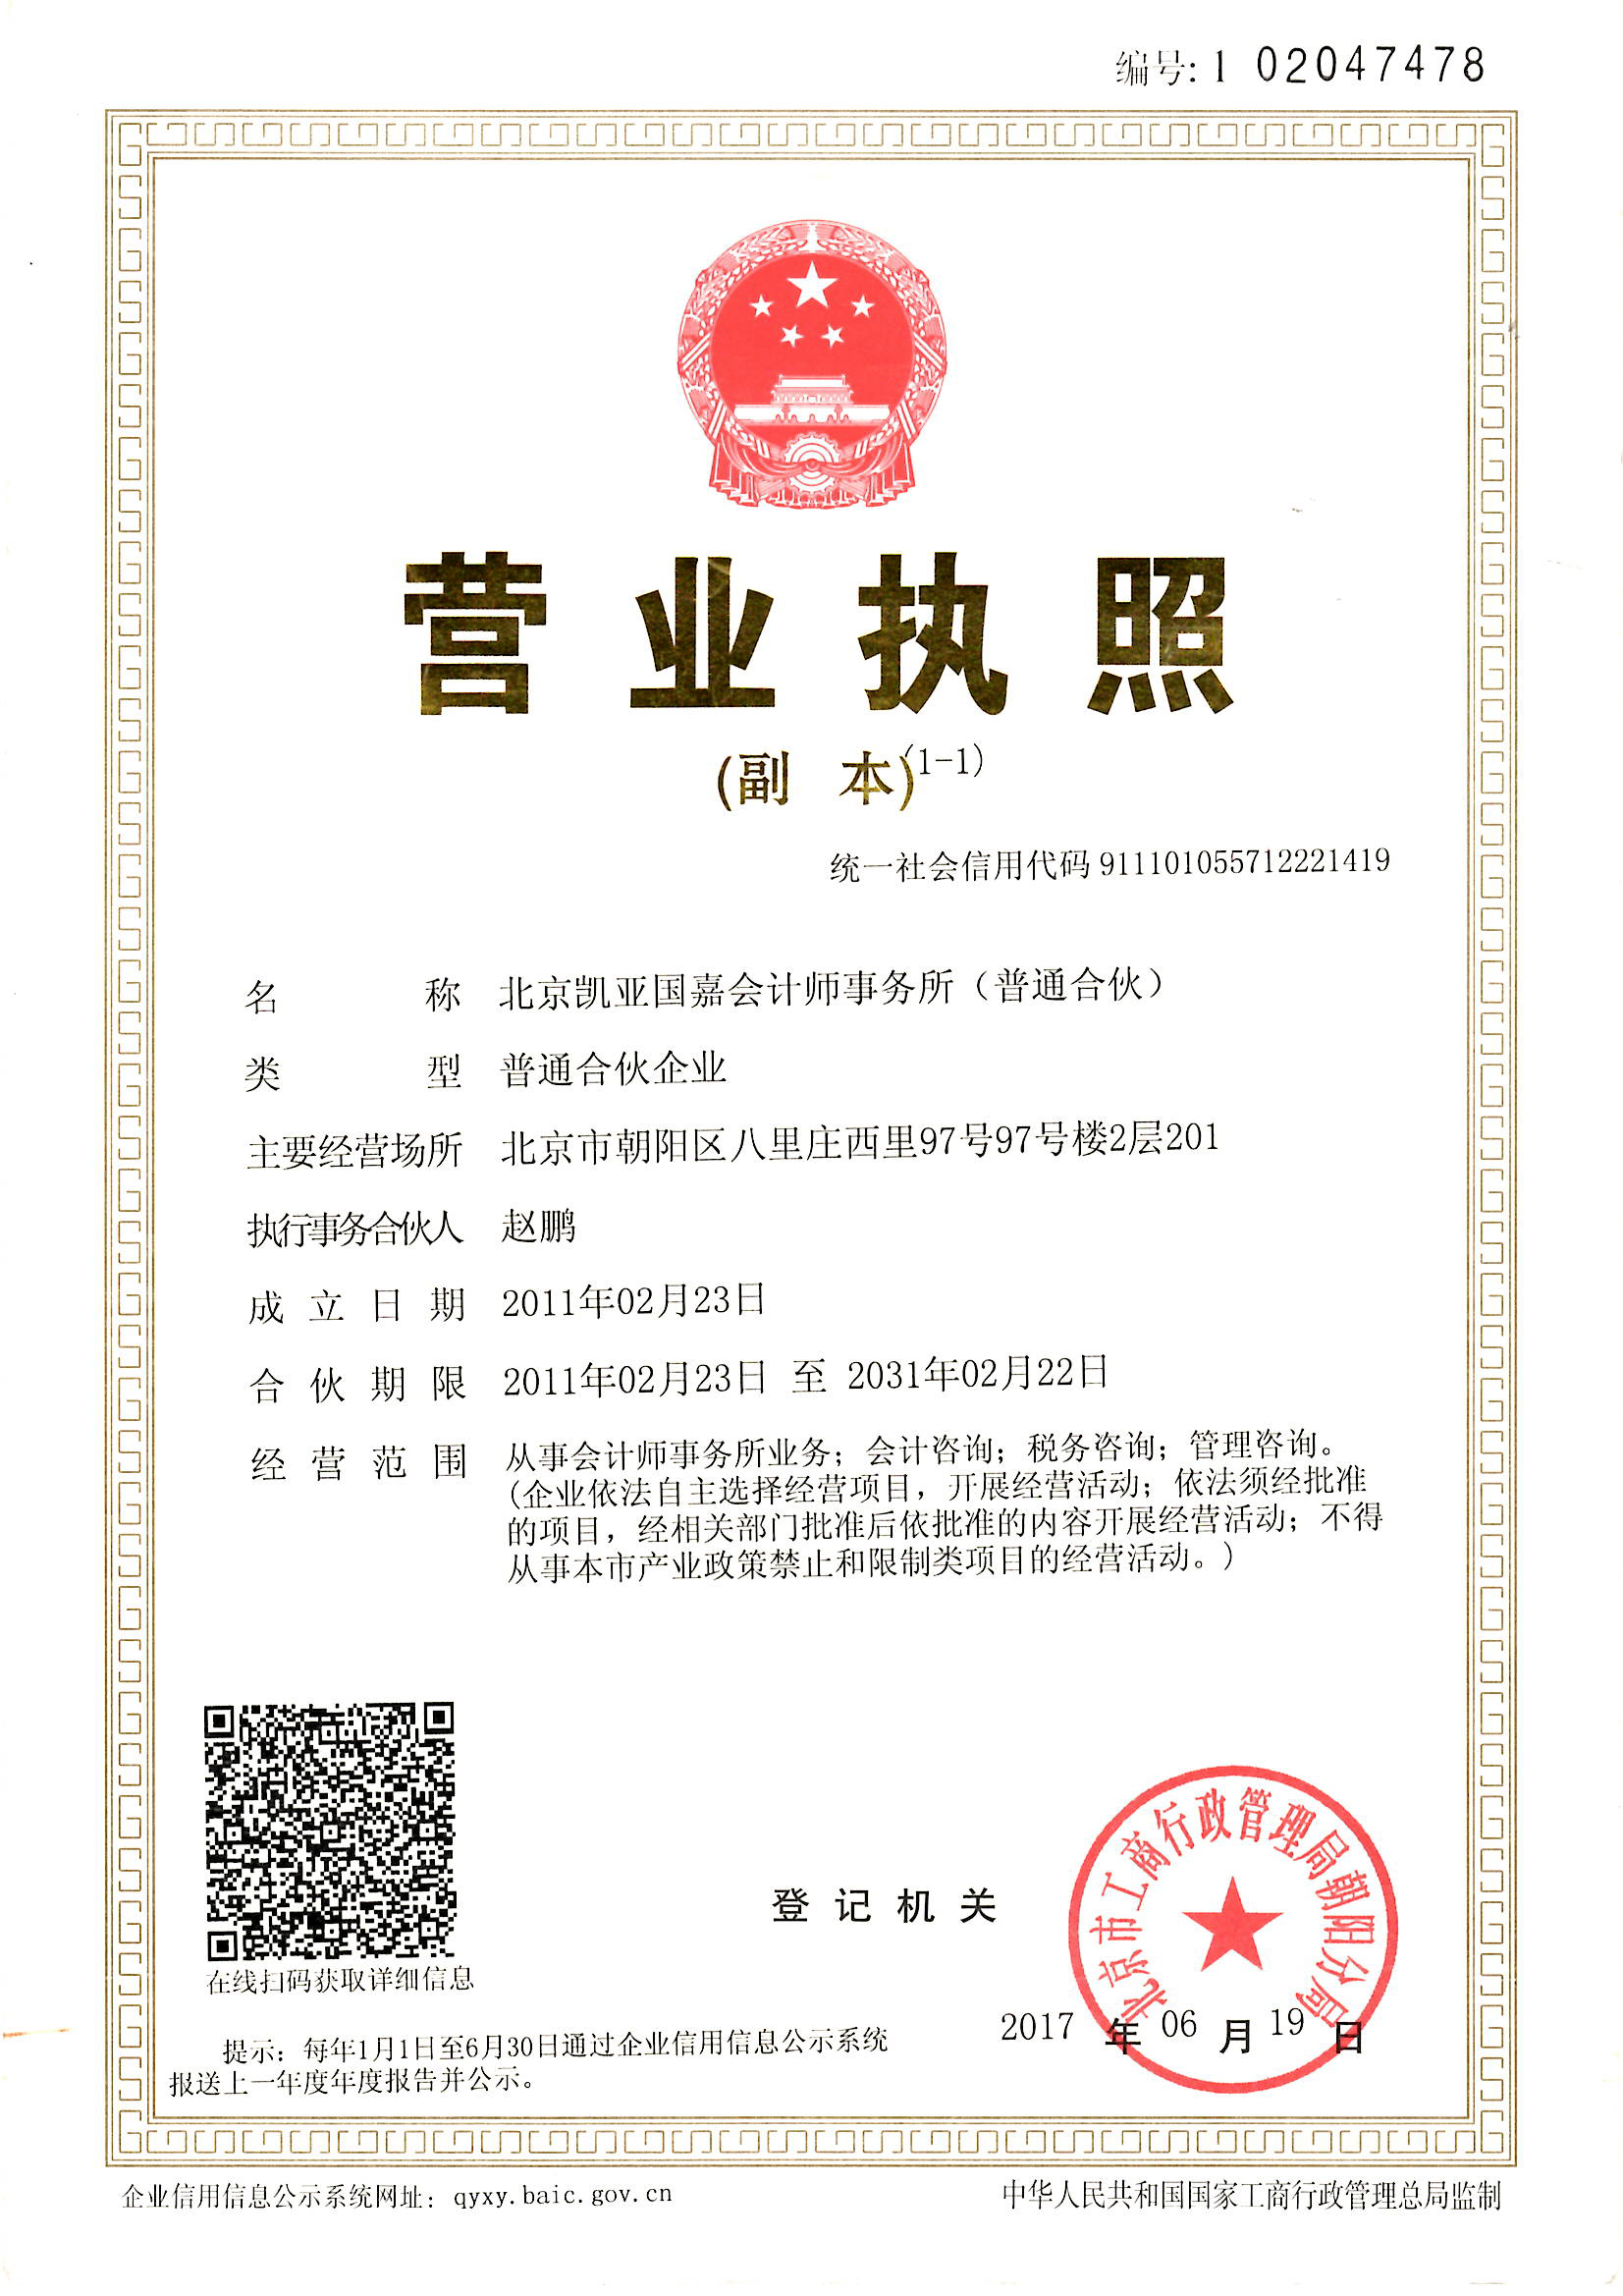 编号: 1 02047478
营业执照
(副 本)(1-1)
统一社会信用代码 911101055712221419
名 称 北京凯亚国嘉会计师事务所（普通合伙）
类 型 普通合伙企业
主要经营场所 北京市朝阳区八里庄西里97号97号楼2层201
执行事务合伙人 赵鹏
成立日期 2011年02月23日
合伙期限 2011年02月23日 至 2031年02月22日
经营范围 从事会计师事务所业务；会计咨询；税务咨询；管理咨询。
(企业依法自主选择经营项目，开展经营活动；依法须经批准
的项目，经相关部门批准后依批准的内容开展经营活动；不得
从事本市产业政策禁止和限制类项目的经营活动。)
在线扫码获取详细信息
登记机关
北京市工商行政管理局朝阳分局
2017 年 06 月 19 日
提示：每年1月1日至6月30日通过企业信用信息公示系统
报送上一年度年度报告并公示。
企业信用信息公示系统网址：qyxy.baic.gov.cn
中华人民共和国国家工商行政管理总局监制